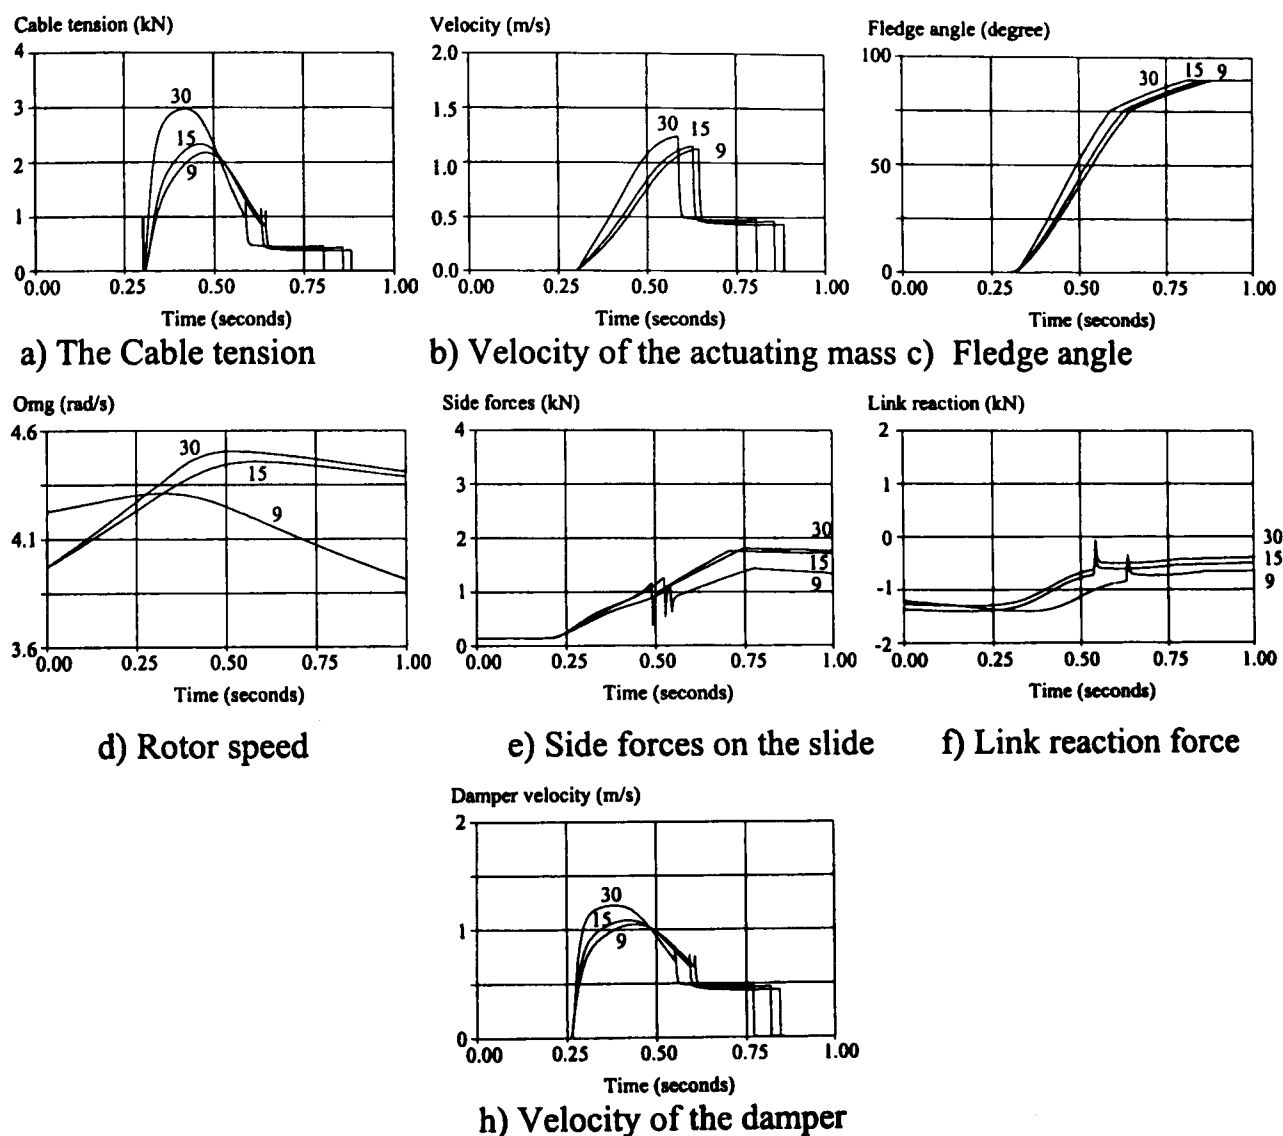 Cable tension (kN)
4
3
2
1
0
30
15
9
0.00 0.25 0.50 0.75 1.00
Time (seconds)
a) The Cable tension
Velocity (m/s)
2.0
1.5
1.0
0.5
0.0
30
15
9
0.00 0.25 0.50 0.75 1.00
Time (seconds)
b) Velocity of the actuating mass
Fledge angle (degree)
100
50
0
30
15
9
0.00 0.25 0.50 0.75 1.00
Time (seconds)
c) Fledge angle
Omg (rad/s)
4.6
4.1
3.6
30
15
9
0.00 0.25 0.50 0.75 1.00
Time (seconds)
d) Rotor speed
Side forces (kN)
4
3
2
1
0
30
15
9
0.00 0.25 0.50 0.75 1.00
Time (seconds)
e) Side forces on the slide
Link reaction (kN)
2
1
0
-1
-2
30
15
9
0.00 0.25 0.50 0.75 1.00
Time (seconds)
f) Link reaction force
Damper velocity (m/s)
2
1
0
30
15
9
0.00 0.25 0.50 0.75 1.00
Time (seconds)
h) Velocity of the damper